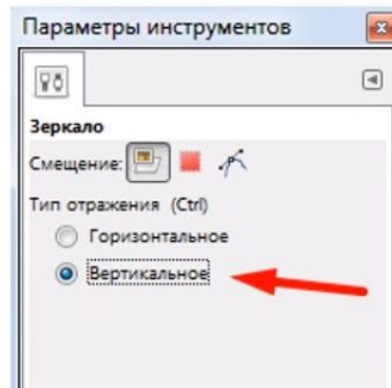 Параметры инструментов
Зеркало
Смещение:
Тип отражения (Ctrl)
Горизонтальное
Вертикальное